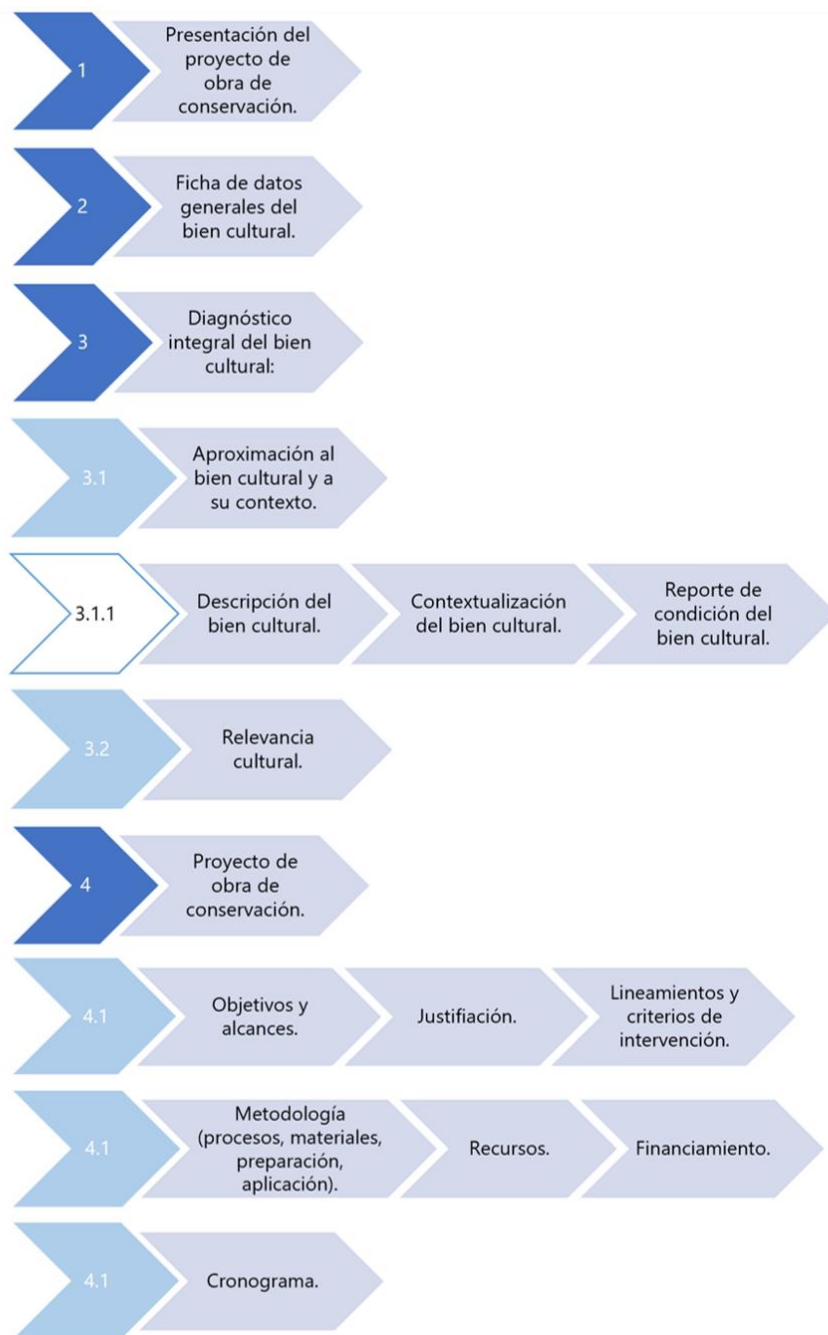 1
Presentación del
proyecto de
obra de
conservación.
2
Ficha de datos
generales del
bien cultural.
3
Diagnóstico
integral del bien
cultural:
3.1
Aproximación al
bien cultural y a
su contexto.
3.1.1
Descripción del
bien cultural.
Contextualización
del bien cultural.
Reporte de
condición del
bien cultural.
3.2
Relevancia
cultural.
4
Proyecto de
obra de
conservación.
4.1
Objetivos y
alcances.
Justifiación.
Lineamientos y
criterios de
intervención.
4.1
Metodología
(procesos, materiales,
preparación,
aplicación).
Recursos.
Financiamiento.
4.1
Cronograma.